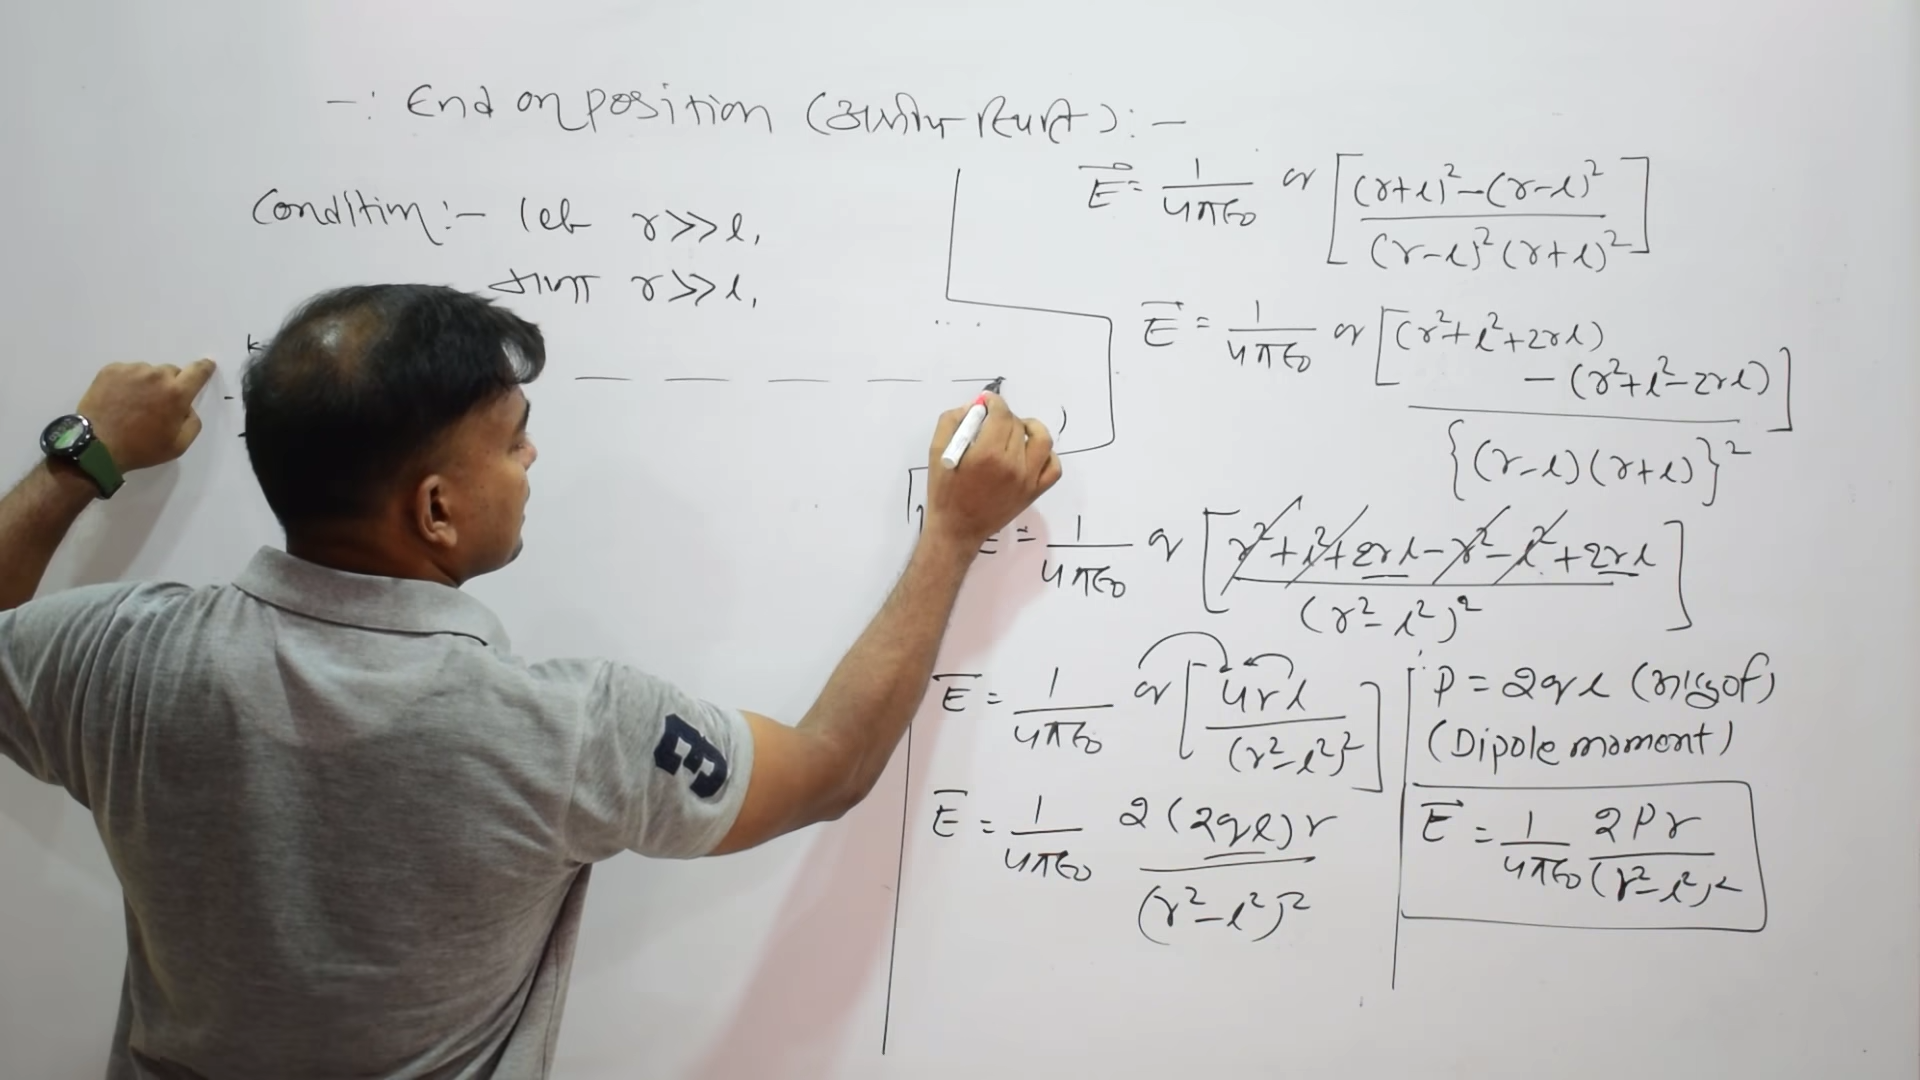 -: End on position (अक्षीय स्थिति):-
Condition:- let r>>l,
माना r>>l,
E⃗ = 1/4πε₀ q [(r+l)²-(r-l)² / (r-l)²(r+l)²]
E⃗ = 1/4πε₀ q [(r²+l²+2rl) - (r²+l²-2rl)] / {(r-l)(r+l)}²
E = 1/4πε₀ q [r²+l²+2rl-r²-l²+2rl / (r²-l²)²]
E⃗ = 1/4πε₀ q [4rl / (r²-l²)²]
E⃗ = 1/4πε₀ 2(2ql)r / (r²-l²)²
P = 2ql
(Dipole moment)
E⃗ = 1/4πε₀ 2Pr / (r²-l²)²
3